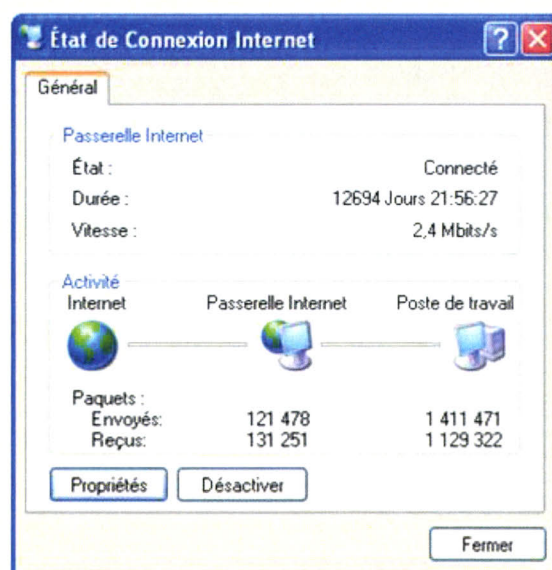 État de Connexion Internet
Général
Passerelle Internet
État : Connecté
Durée : 12694 Jours 21:56:27
Vitesse : 2,4 Mbits/s
Activité
Internet Passerelle Internet Poste de travail
Paquets :
Envoyés: 121 478 1 411 471
Reçus: 131 251 1 129 322
Propriétés Désactiver
Fermer